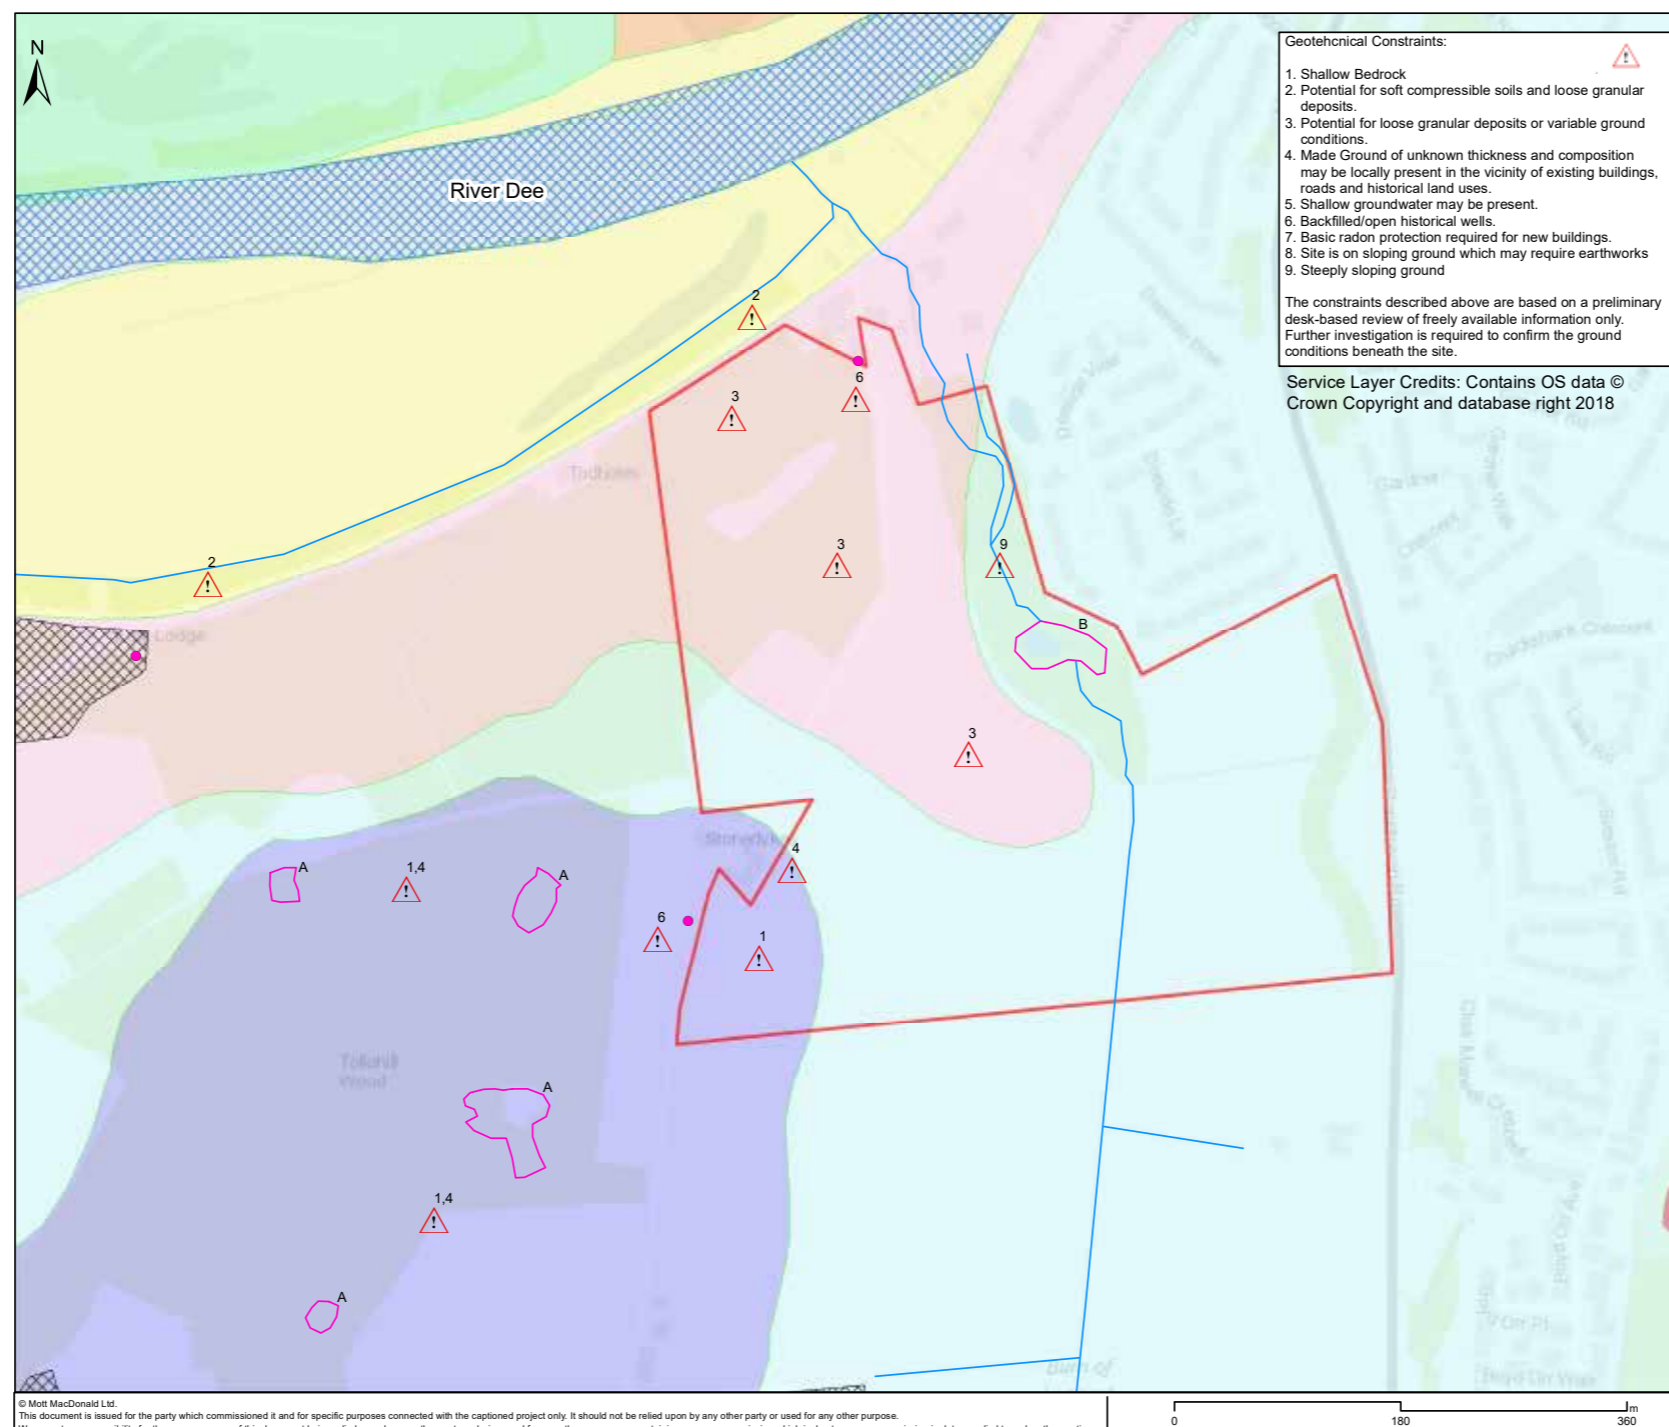 N
River Dee
Geotehcnical Constraints:
1. Shallow Bedrock
2. Potential for soft compressible soils and loose granular
deposits.
3. Potential for loose granular deposits or variable ground
conditions.
4. Made Ground of unknown thickness and composition
may be locally present in the vicinity of existing buildings,
roads and historical land uses.
5. Shallow groundwater may be present.
6. Backfilled/open historical wells.
7. Basic radon protection required for new buildings.
8. Site is on sloping ground which may require earthworks
9. Steeply sloping ground
The constraints described above are based on a preliminary
desk-based review of freely available information only.
Further investigation is required to confirm the ground
conditions beneath the site.
Service Layer Credits: Contains OS data ©
Crown Copyright and database right 2018
2
6
3
3
9
2
Lodge
B
3
4
A
1,4
A
6
1
Tollohill
Wood
A
1,4
A
Burn of
© Mott MacDonald Ltd.
This document is issued for the party which commissioned it and for specific purposes connected with the captioned project only. It should not be relied upon by any other party or used for any other purpose.
m
0 180 360